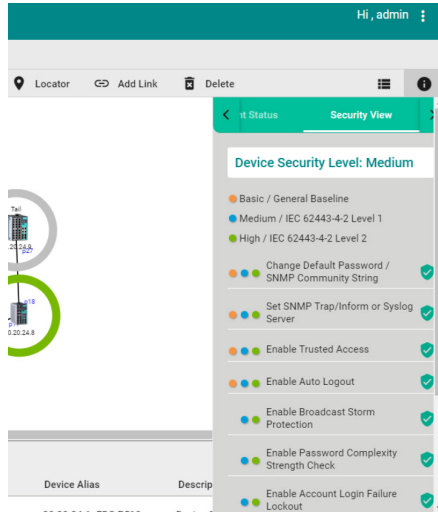 Hi , admin
Locator
Add Link
Delete
nt Status
Security View
Device Security Level: Medium
Basic / General Baseline
Medium / IEC 62443-4-2 Level 1
High / IEC 62443-4-2 Level 2
Change Default Password /
SNMP Community String
Set SNMP Trap/Inform or Syslog
Server
Enable Trusted Access
Enable Auto Logout
Enable Broadcast Storm
Protection
Enable Password Complexity
Strength Check
Enable Account Login Failure
Lockout
Tail
.20.24.9
p27
p18
0.20.24.8
Device Alias
Descrip